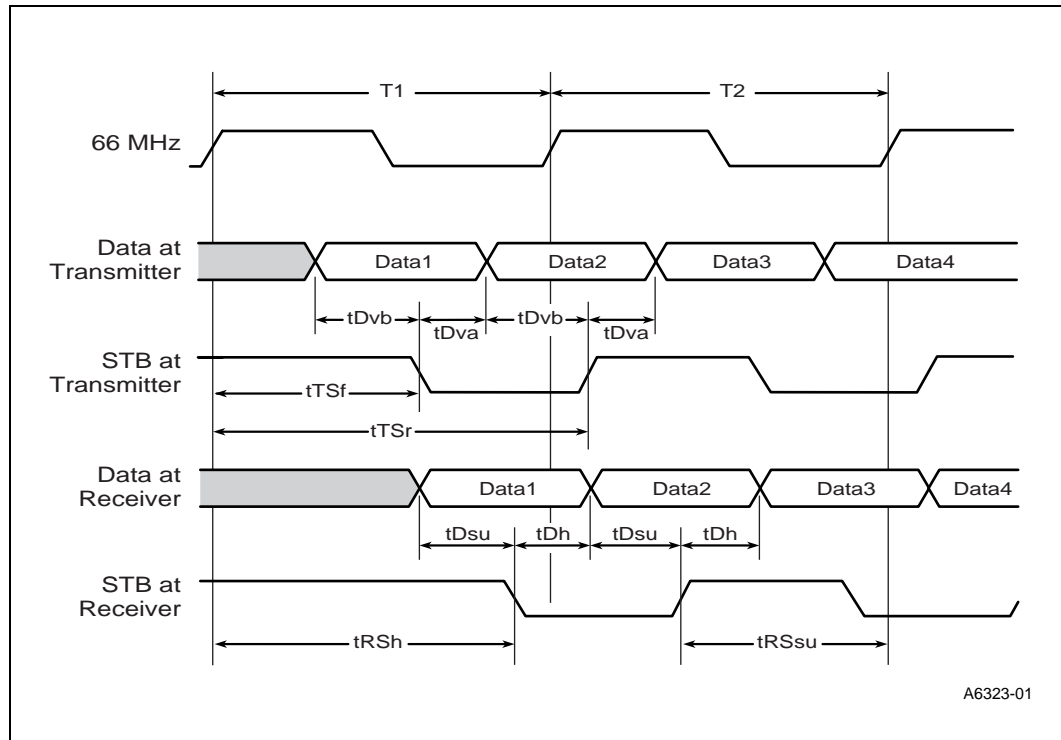 T1 T2
66 MHz
Data at
Transmitter
Data1 Data2 Data3 Data4
tDvb tDva tDvb tDva
STB at
Transmitter
tTSf
tTSr
Data at
Receiver
Data1 Data2 Data3 Data4
tDsu tDh tDsu tDh
STB at
Receiver
tRSh tRSsu
A6323-01